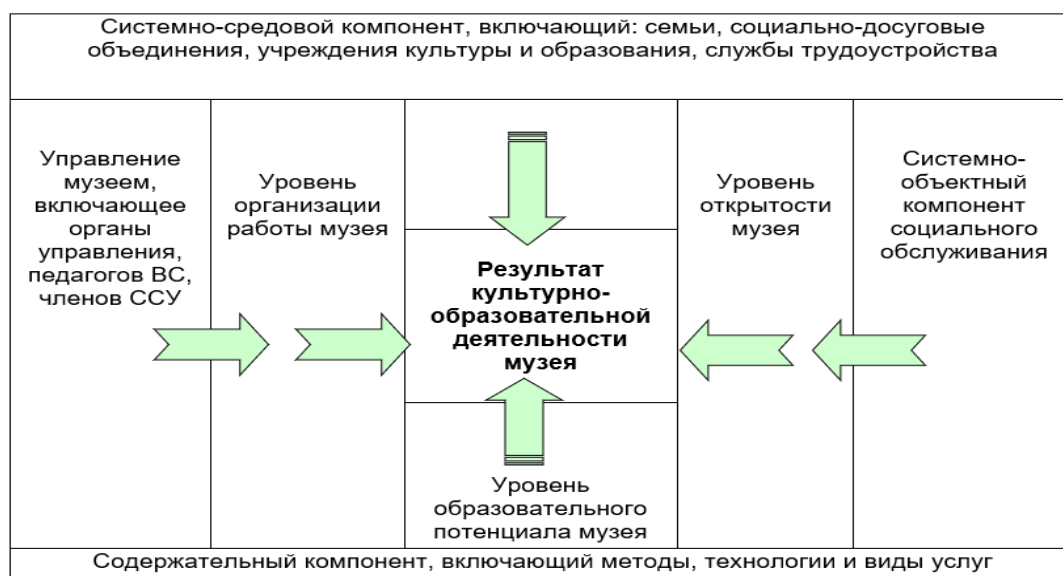 Системно-средовой компонент, включающий: семьи, социально-досуговые
объединения, учреждения культуры и образования, службы трудоустройства
Управление
музеем,
включающее
органы
управления,
педагогов ВС,
членов ССУ
Уровень
организации
работы музея
Результат
культурно-
образовательной
деятельности
музея
Уровень
образовательного
потенциала музея
Уровень
открытости
музея
Системно-
объектный
компонент
социального
обслуживания
Содержательный компонент, включающий методы, технологии и виды услуг